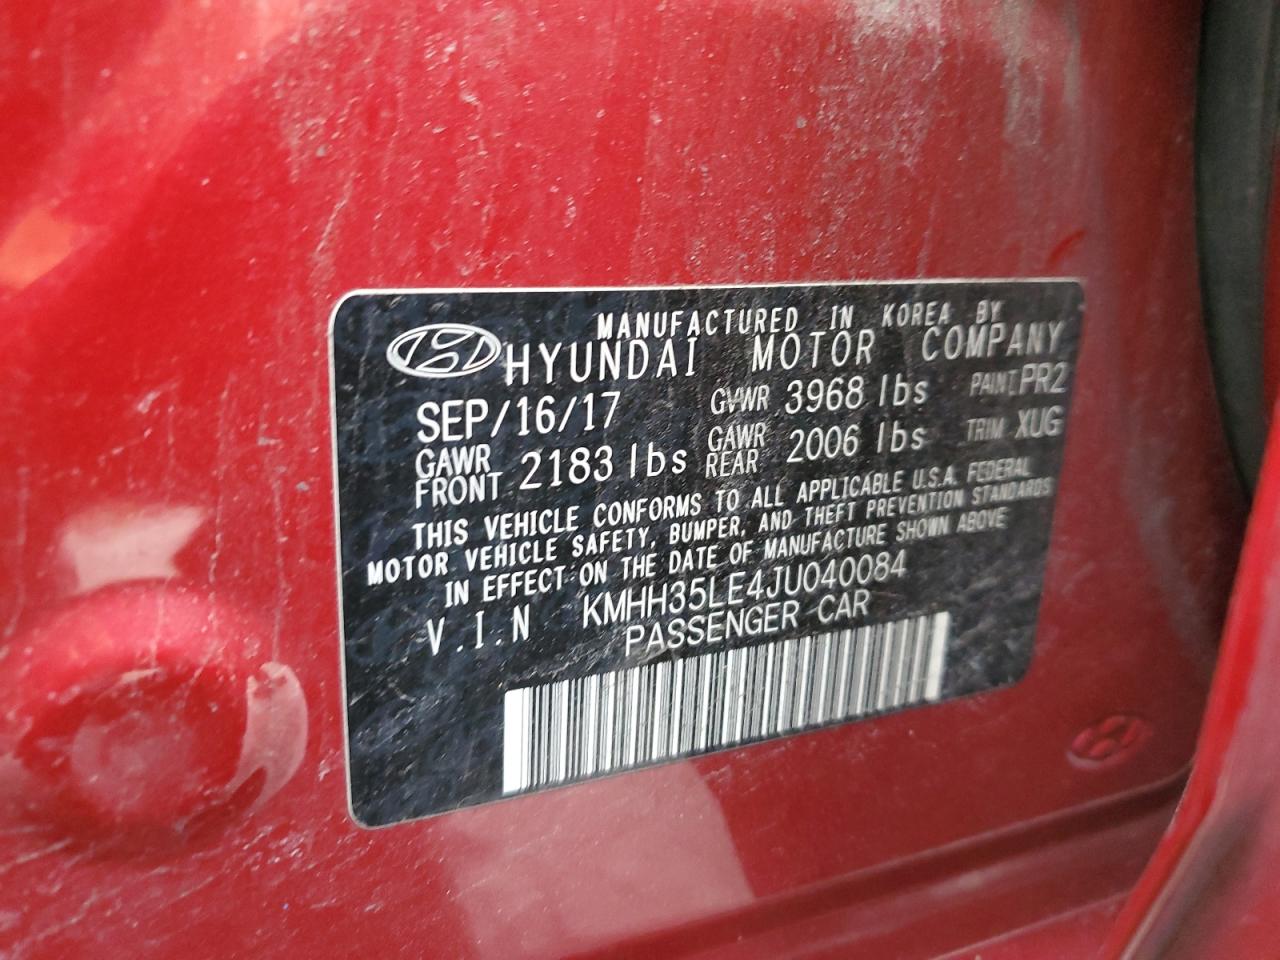 MANUFACTURED IN KOREA BY
HYUNDAI MOTOR COMPANY
SEP/16/17 GVWR 3968 lbs PAINT PR2
GAWR FRONT 2183 lbs GAWR REAR 2006 lbs TRIM XUG
THIS VEHICLE CONFORMS TO ALL APPLICABLE U.S.A. FEDERAL
MOTOR VEHICLE SAFETY, BUMPER, AND THEFT PREVENTION STANDARDS
IN EFFECT ON THE DATE OF MANUFACTURE SHOWN ABOVE
V.I.N KMHH35LE4JU040084
PASSENGER CAR